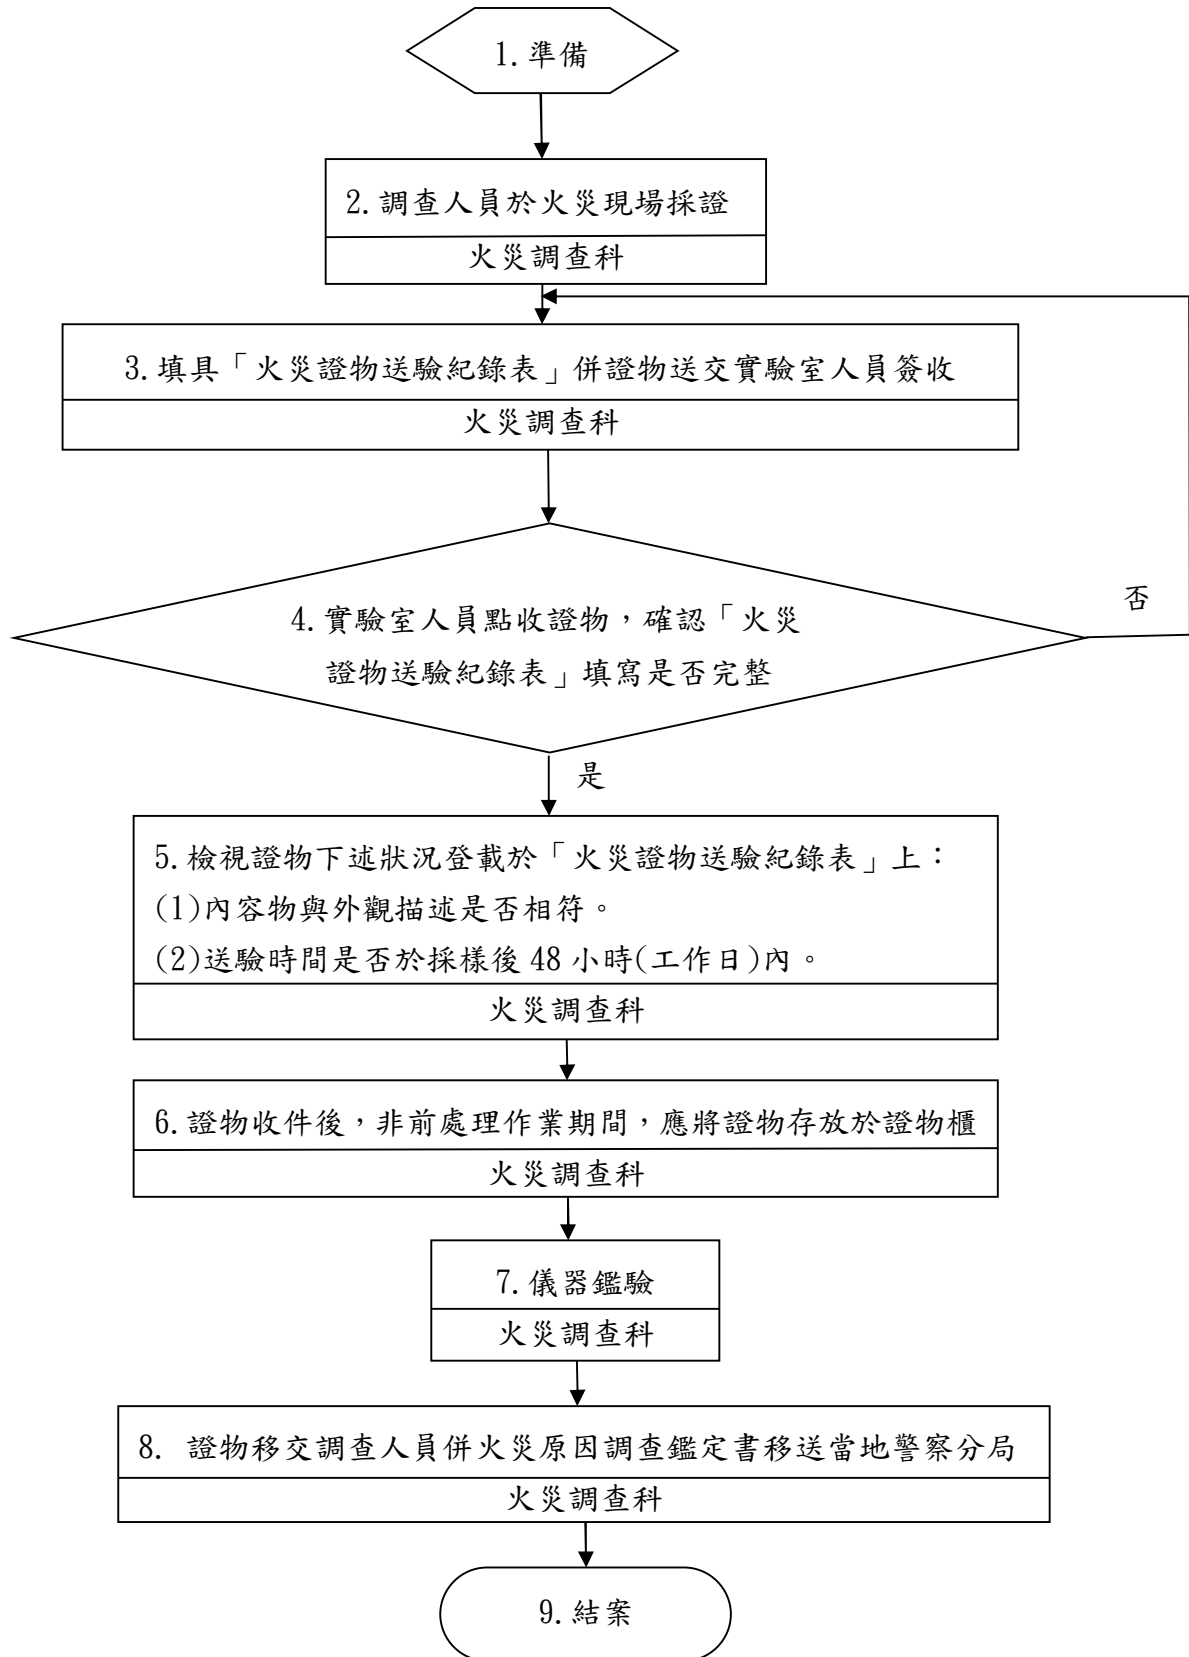 1.準備
2.調查人員於火災現場採證
火災調查科
3.填具「火災證物送驗紀錄表」併證物送交實驗室人員簽收
火災調查科
4.實驗室人員點收證物，確認「火災
證物送驗紀錄表」填寫是否完整
否
是
5.檢視證物下述狀況登載於「火災證物送驗紀錄表」上：
(1)內容物與外觀描述是否相符。
(2)送驗時間是否於採樣後 48 小時(工作日)內。
火災調查科
6.證物收件後，非前處理作業期間，應將證物存放於證物櫃
火災調查科
7.儀器鑑驗
火災調查科
8. 證物移交調查人員併火災原因調查鑑定書移送當地警察分局
火災調查科
9.結案